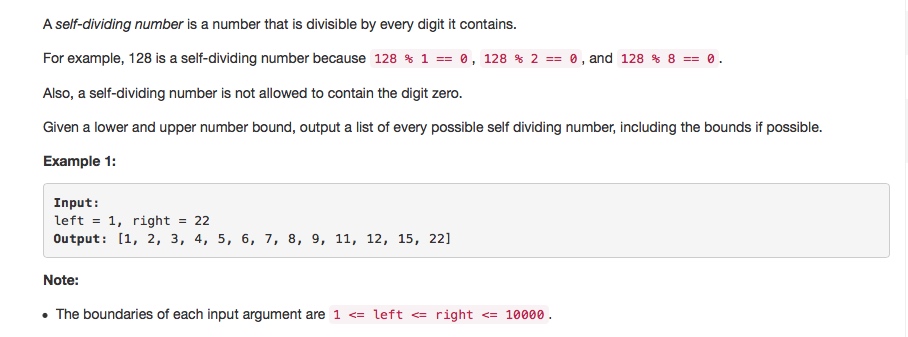 A self-dividing number is a number that is divisible by every digit it contains.
For example, 128 is a self-dividing number because 128 % 1 == 0, 128 % 2 == 0, and 128 % 8 == 0.
Also, a self-dividing number is not allowed to contain the digit zero.
Given a lower and upper number bound, output a list of every possible self dividing number, including the bounds if possible.
Example 1:
Input:
left = 1, right = 22
Output: [1, 2, 3, 4, 5, 6, 7, 8, 9, 11, 12, 15, 22]
Note:
• The boundaries of each input argument are 1 <= left <= right <= 10000.